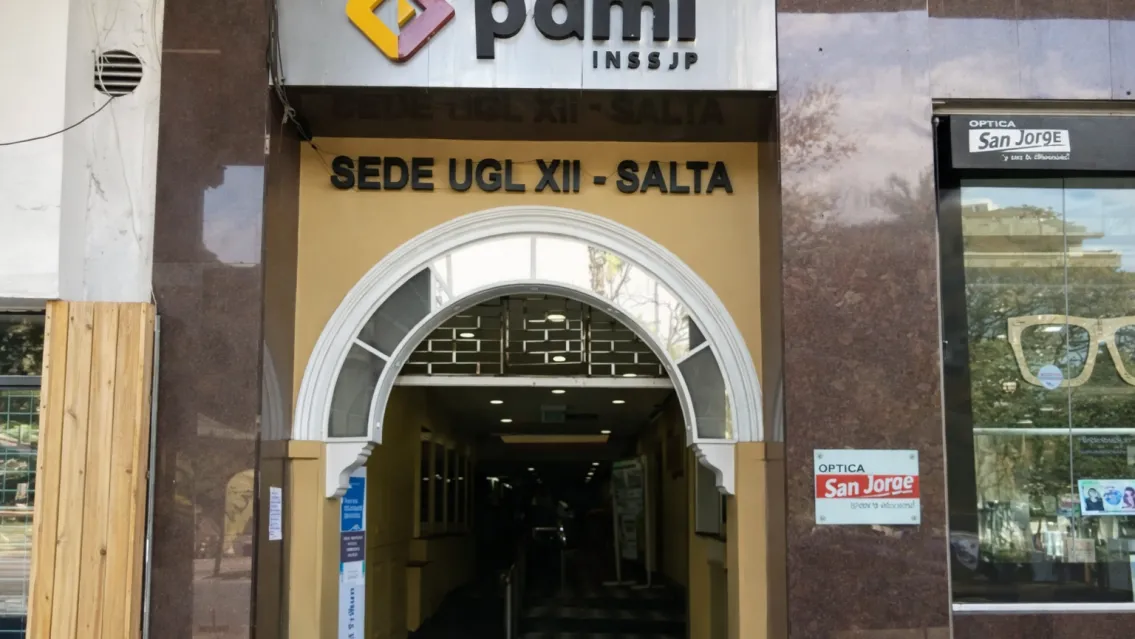 pami
INSSJP
SEDE UGL XII - SALTA
OPTICA
San Jorge
OPTICA
San Jorge